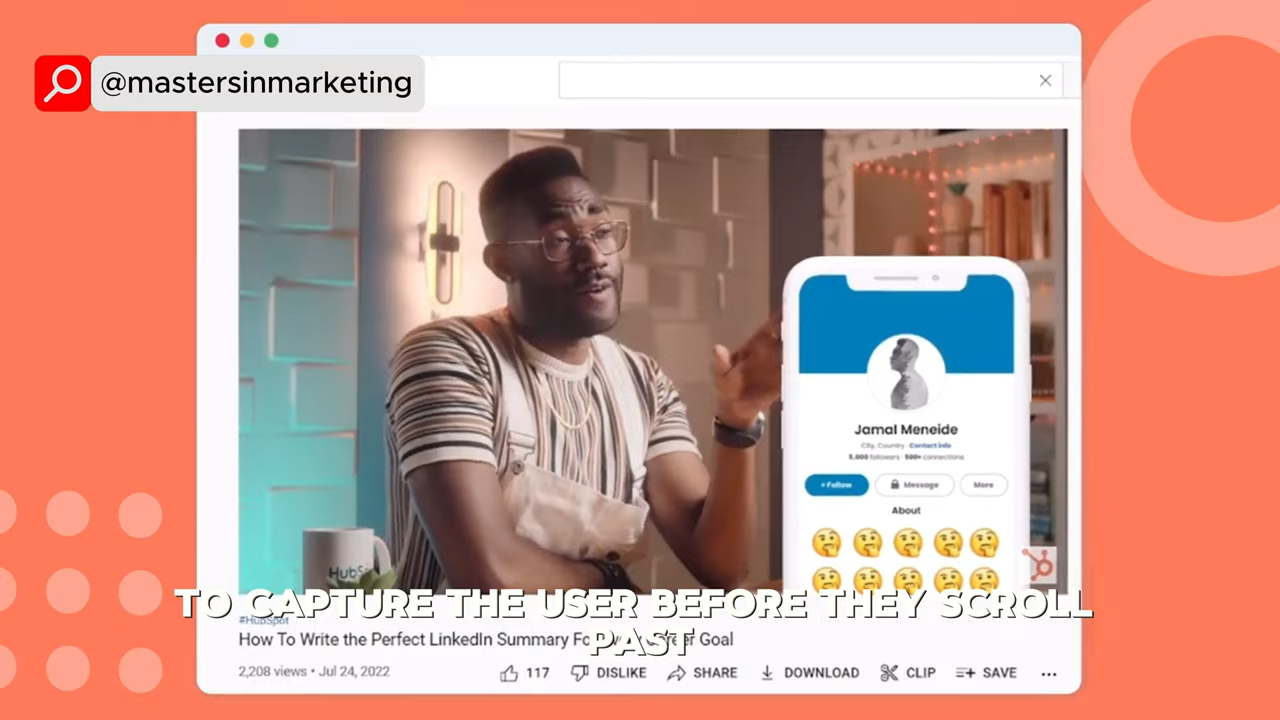 @mastersinmarketing
Jamal Meneide
City, Country · Contact info
5,000 followers · 500+ connections
+ Follow
Message
More
About
TO CAPTURE THE USER BEFORE THEY SCROLL
PAST
#HubSpot
How To Write the Perfect LinkedIn Summary Goal
2,208 views • Jul 24, 2022
117
DISLIKE
SHARE
DOWNLOAD
CLIP
SAVE